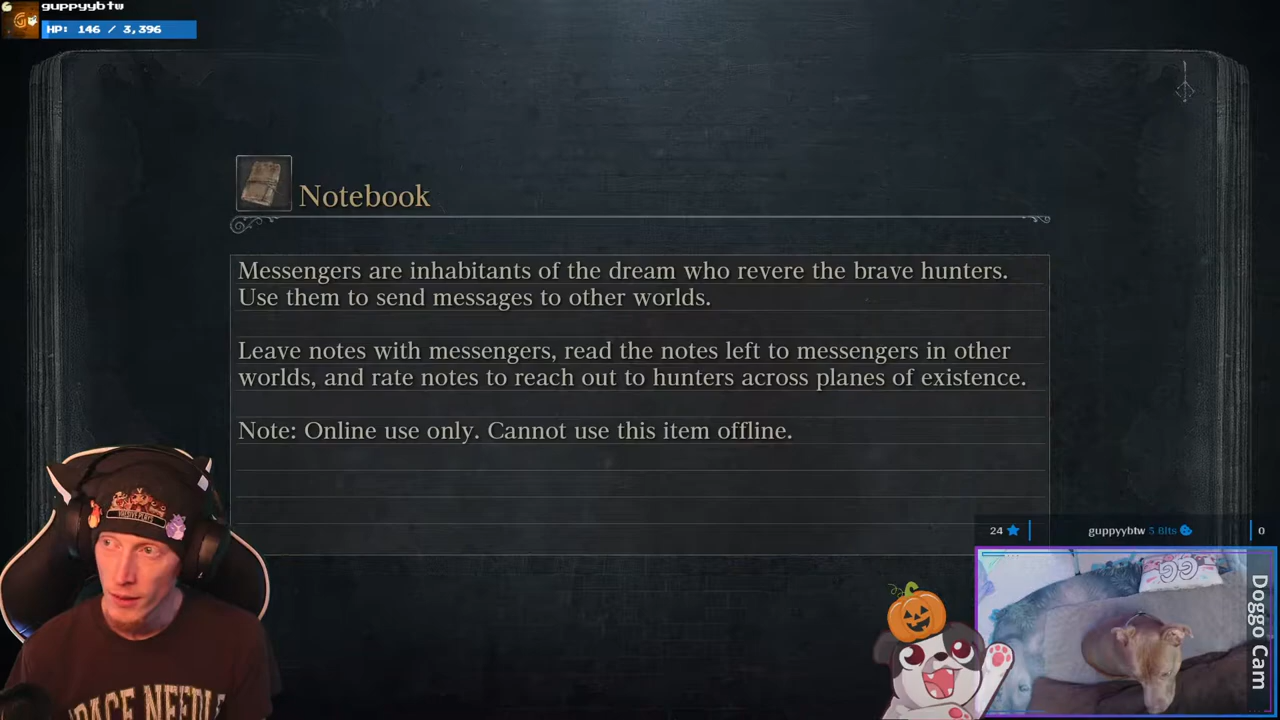 guppyybtw
HP: 146 / 3,396
Notebook
Messengers are inhabitants of the dream who revere the brave hunters.
Use them to send messages to other worlds.
Leave notes with messengers, read the notes left to messengers in other
worlds, and rate notes to reach out to hunters across planes of existence.
Note: Online use only. Cannot use this item offline.
24
guppyybtw 5 Bits
0
Doggo Cam
SPACE NEEDLE